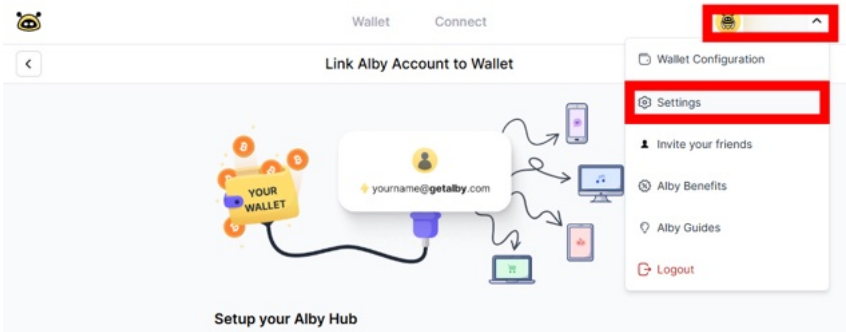 Wallet Connect
Link Alby Account to Wallet
Wallet Configuration
Settings
Invite your friends
Alby Benefits
Alby Guides
Logout
YOUR
WALLET
yourname@getalby.com
Setup your Alby Hub